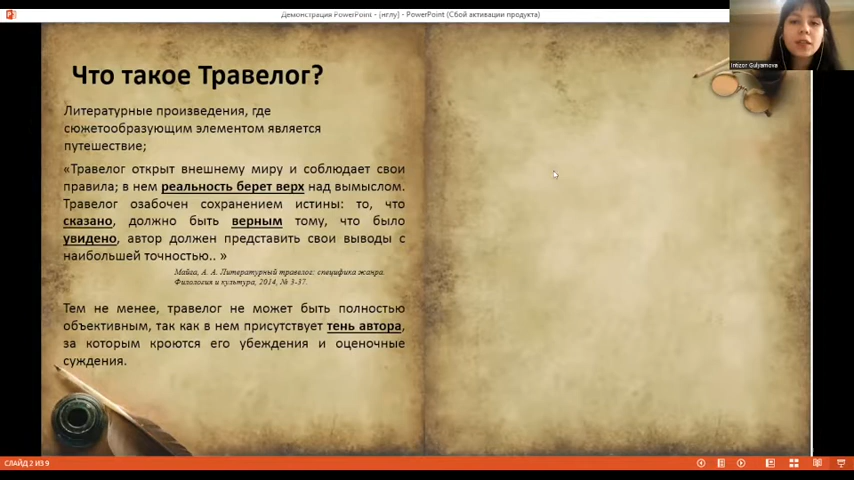 Демонстрация PowerPoint - [нглу] - PowerPoint (Сбой активации продукта)
Intizor Gulyamova
Что такое Травелог?
Литературные произведения, где
сюжетообразующим элементом является
путешествие;
«Травелог открыт внешнему миру и соблюдает свои
правила; в нем реальность берет верх над вымыслом.
Травелог озабочен сохранением истины: то, что
сказано, должно быть верным тому, что было
увидено, автор должен представить свои выводы с
наибольшей точностью.. »
Майга, А. А. Литературный травелог: специфика жанра.
Филология и культура, 2014, № 3-37.
Тем не менее, травелог не может быть полностью
объективным, так как в нем присутствует тень автора,
за которым кроются его убеждения и оценочные
суждения.
СЛАЙД 2 ИЗ 9